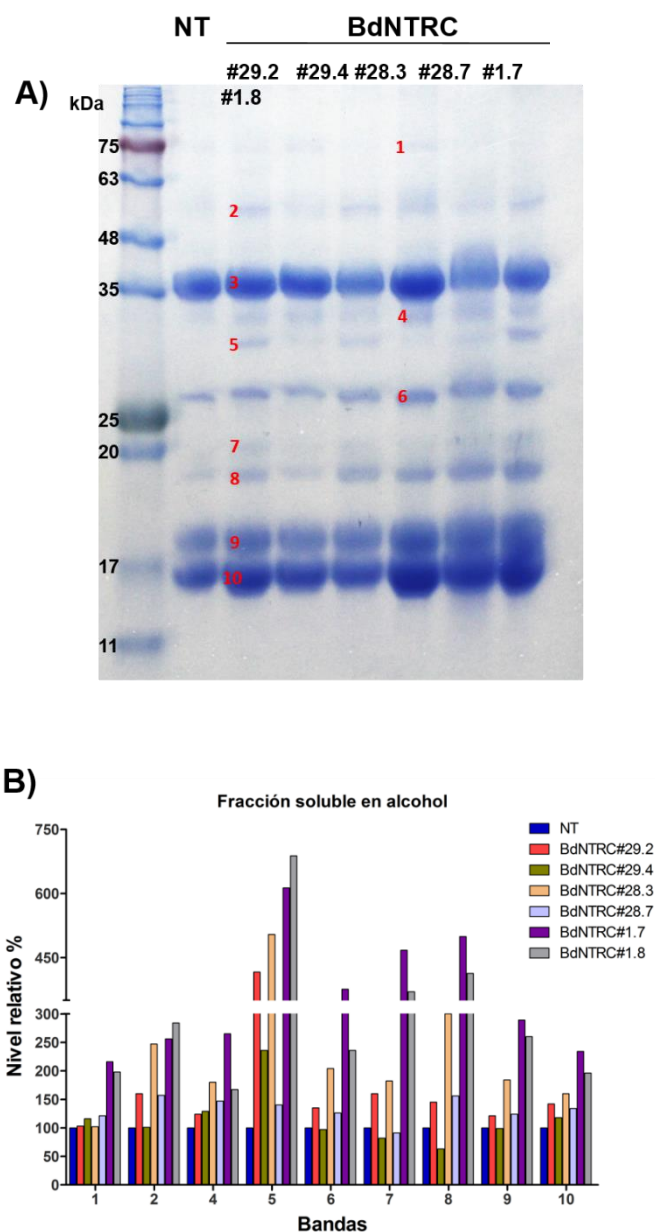 NT BdNTRC
#29.2 #29.4 #28.3 #28.7 #1.7
#1.8
A) kDa
75
1
63
2
48
3
35
4
5
6
25
7
20
8
9
17
10
11
B)
Fracción soluble en alcohol
Nivel relativo %
750
600
450
300
250
200
150
100
50
0
NT
BdNTRC#29.2
BdNTRC#29.4
BdNTRC#28.3
BdNTRC#28.7
BdNTRC#1.7
BdNTRC#1.8
1 2 4 5 6 7 8 9 10
Bandas